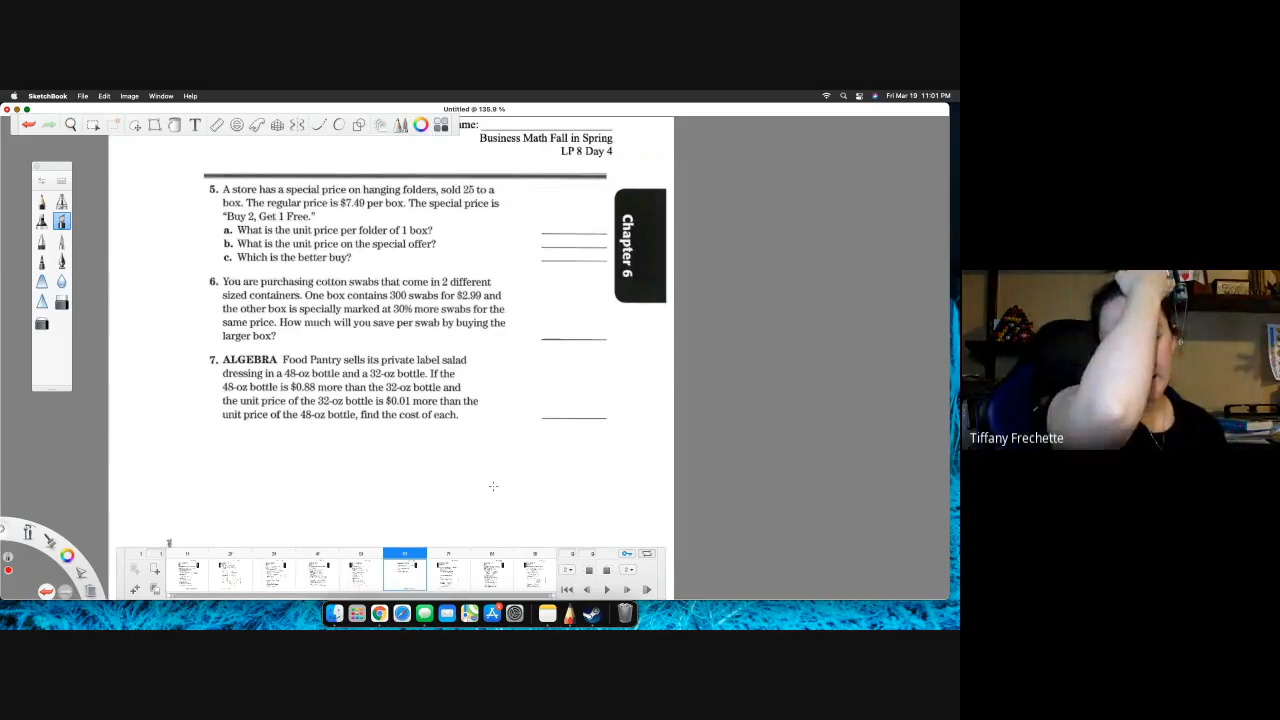 SketchBook File Edit Image Window Help
Fri Mar 19 11:01 PM
Untitled @ 135.9 %
ame:
Business Math Fall in Spring
LP 8 Day 4
Chapter 6
5. A store has a special price on hanging folders, sold 25 to a
box. The regular price is $7.49 per box. The special price is
“Buy 2, Get 1 Free.”
a. What is the unit price per folder of 1 box?
b. What is the unit price on the special offer?
c. Which is the better buy?
6. You are purchasing cotton swabs that come in 2 different
sized containers. One box contains 300 swabs for $2.99 and
the other box is specially marked at 30% more swabs for the
same price. How much will you save per swab by buying the
larger box?
7. ALGEBRA Food Pantry sells its private label salad
dressing in a 48-oz bottle and a 32-oz bottle. If the
48-oz bottle is $0.88 more than the 32-oz bottle and
the unit price of the 32-oz bottle is $0.01 more than the
unit price of the 48-oz bottle, find the cost of each.
Tiffany Frechette